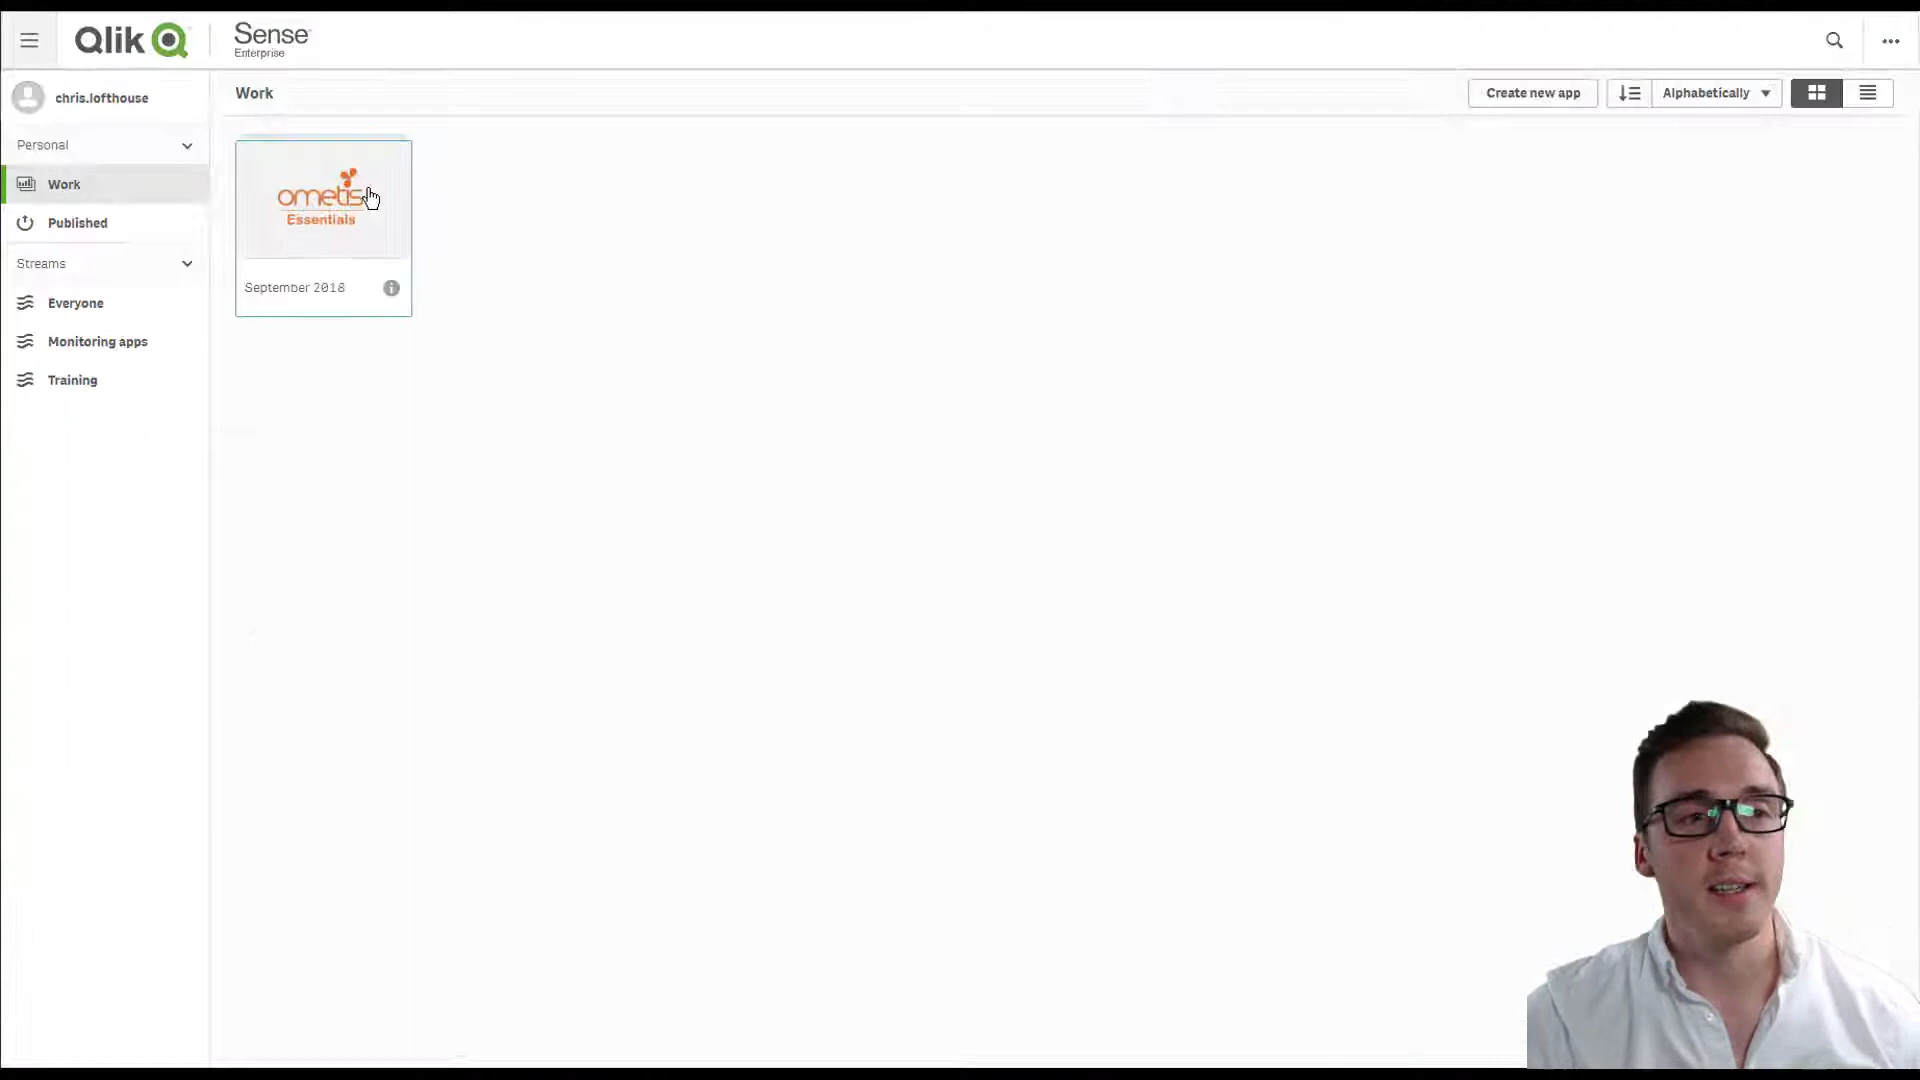 Qlik
Sense
Enterprise
chris.lofthouse
Personal
Work
Published
Streams
Everyone
Monitoring apps
Training
Work
Create new app
Alphabetically
ometis
Essentials
September 2018